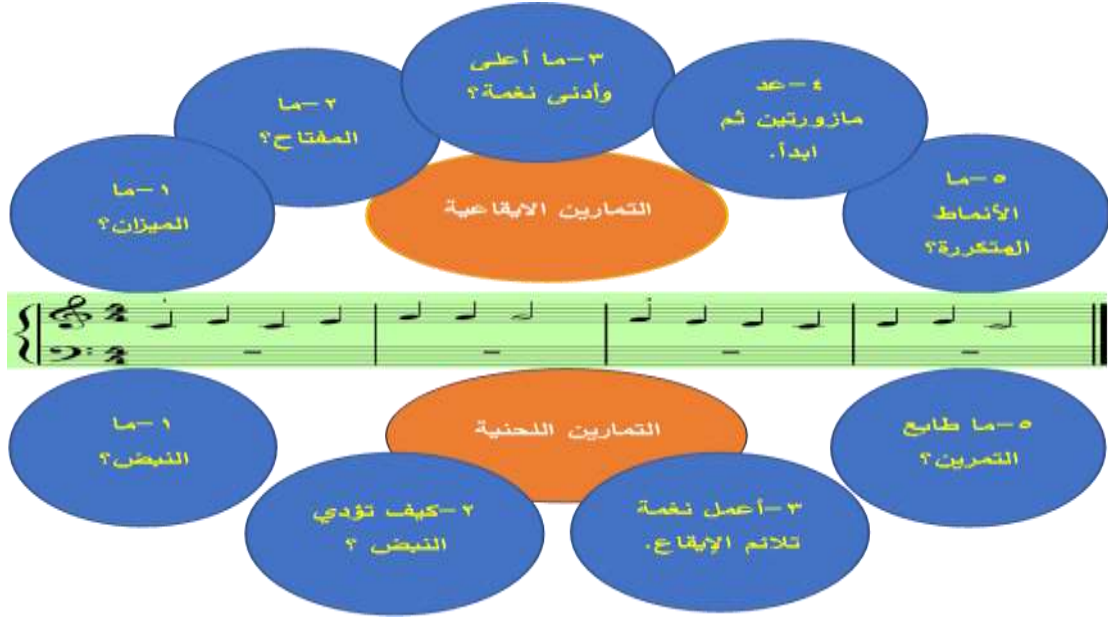 ١-ما
الميزان؟
٢-ما
المفتاح؟
٣-ما أعلى
وأدنى نغمة؟
٤-عد
مازورتين ثم
ابدأ.
٥-ما
الأنماط
المتكررة؟
التمارين الايقاعية
التمارين اللحنية
١-ما
النبض؟
٢-كيف تؤدي
النبض ؟
٣-أعمل نغمة
تلائم الإيقاع.
٥-ما طابع
التمرين؟